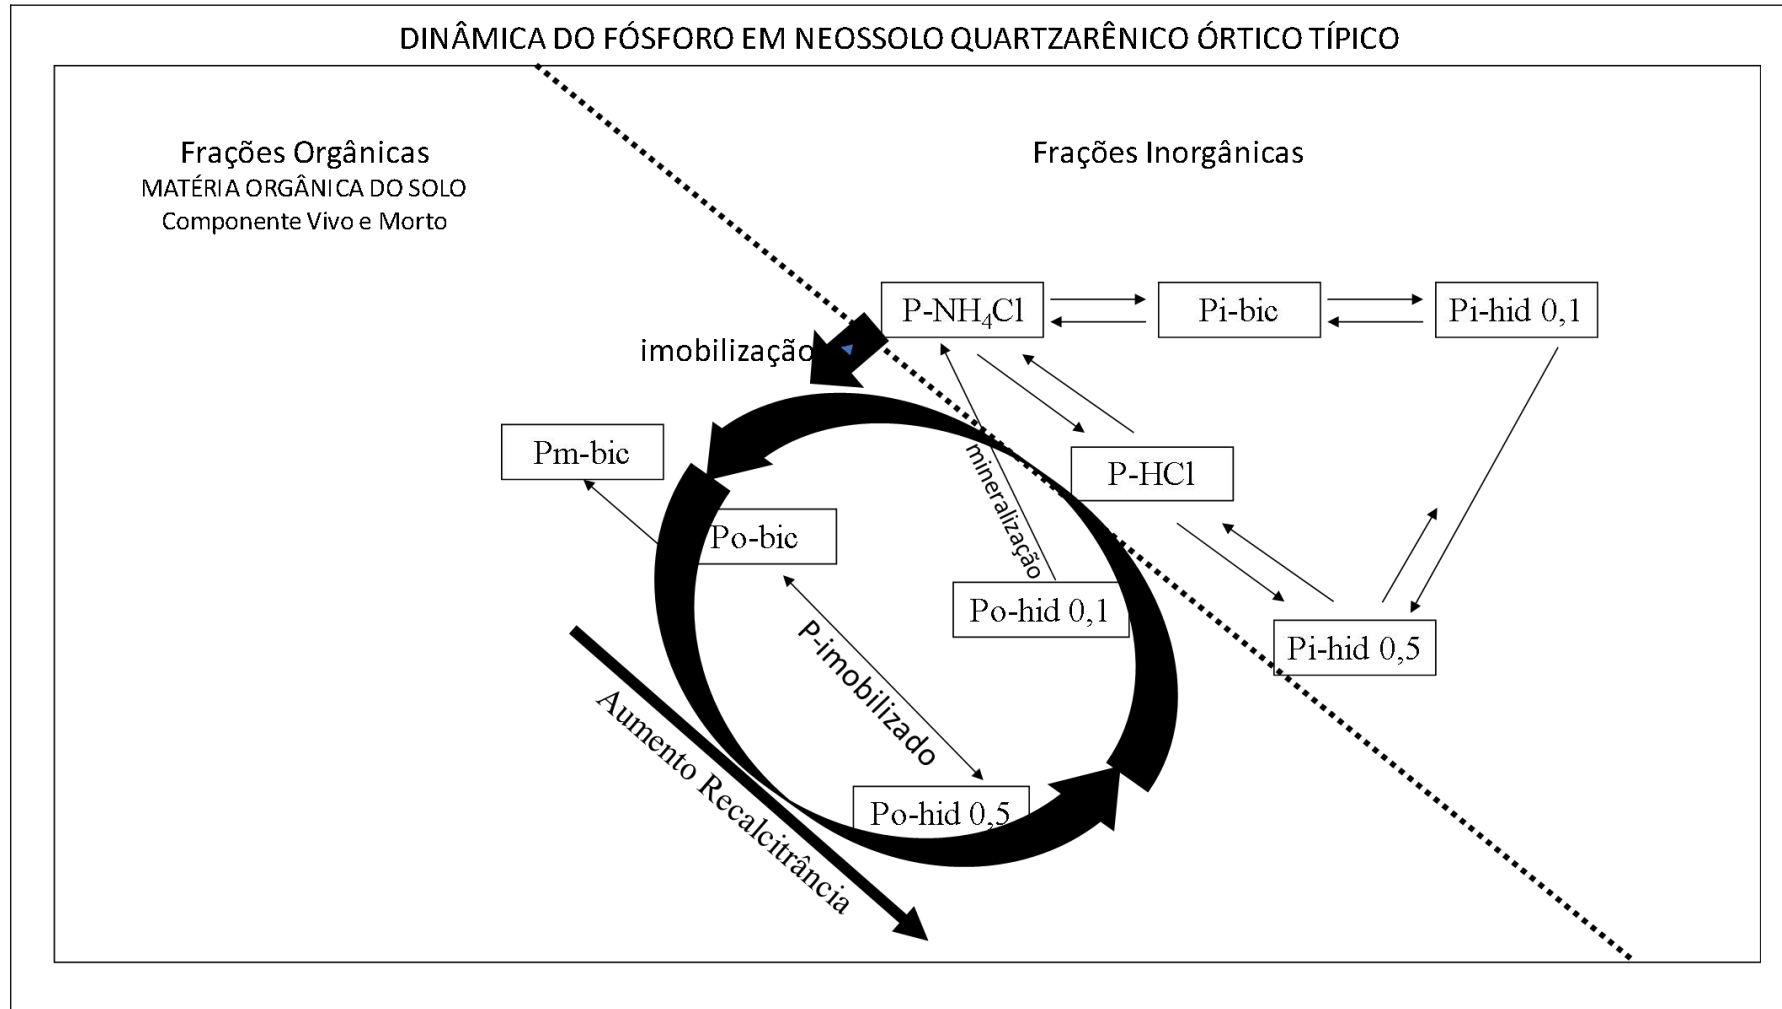 DINÂMICA DO FÓSFORO EM NEOSSOLO QUARTZARÊNICO ÓRTICO TÍPICO
Frações Orgânicas
MATÉRIA ORGÂNICA DO SOLO
Componente Vivo e Morto
Frações Inorgânicas
P-NH₄Cl
Pi-bic
Pi-hid 0,1
imobilização
Pm-bic
mineralização
P-HCl
Po-bic
Po-hid 0,1
P-imobilizado
Pi-hid 0,5
Aumento Recalcitrância
Po-hid 0,5